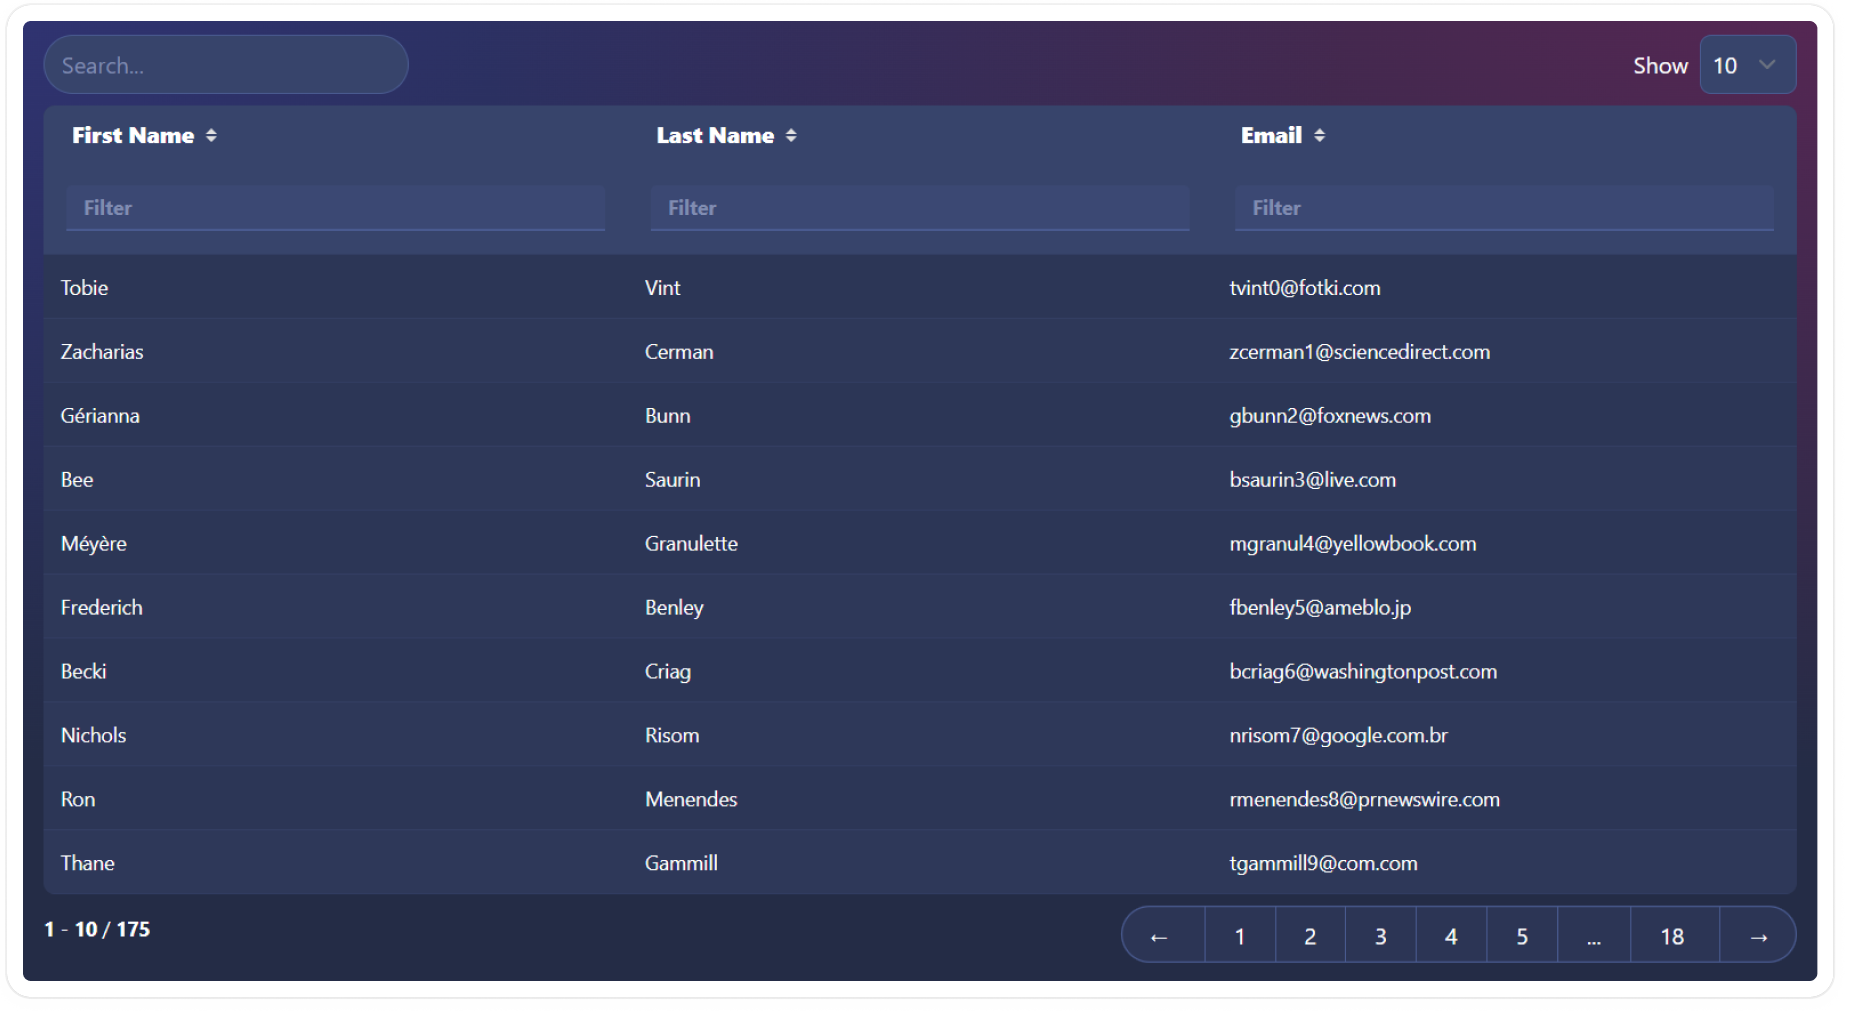 Search...
Show 10
First Name Last Name Email
Filter Filter Filter
Tobie Vint tvint0@fotki.com
Zacharias Cerman zcerman1@sciencedirect.com
Gérianna Bunn gbunn2@foxnews.com
Bee Saurin bsaurin3@live.com
Méyère Granulette mgranul4@yellowbook.com
Frederich Benley fbenley5@ameblo.jp
Becki Criag bcriag6@washingtonpost.com
Nichols Risom nrisom7@google.com.br
Ron Menendes rmenendes8@prnewswire.com
Thane Gammill tgammill9@com.com
1 - 10 / 175
← 1 2 3 4 5 ... 18 →